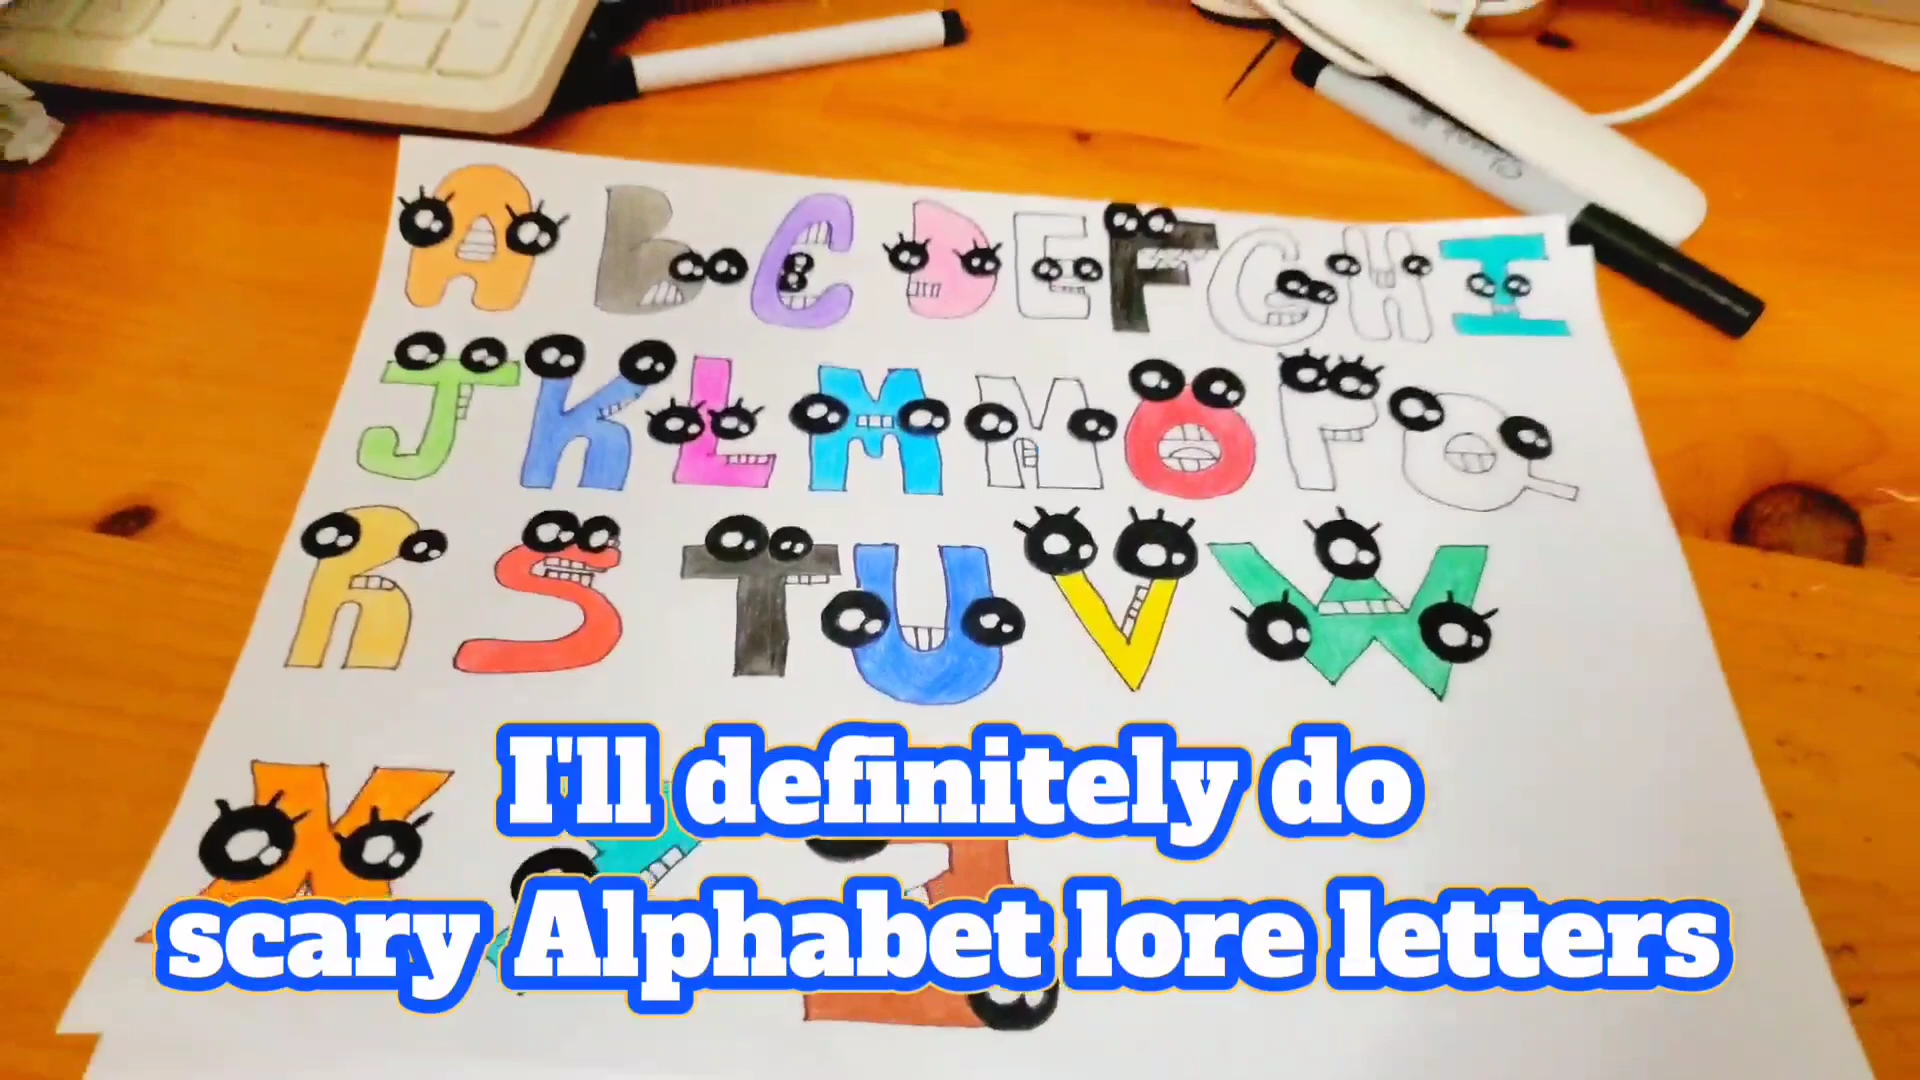 A B C D E F G H I
J K L M N O P Q
R S T U V W
X Y Z
I'll definitely do
scary Alphabet lore letters